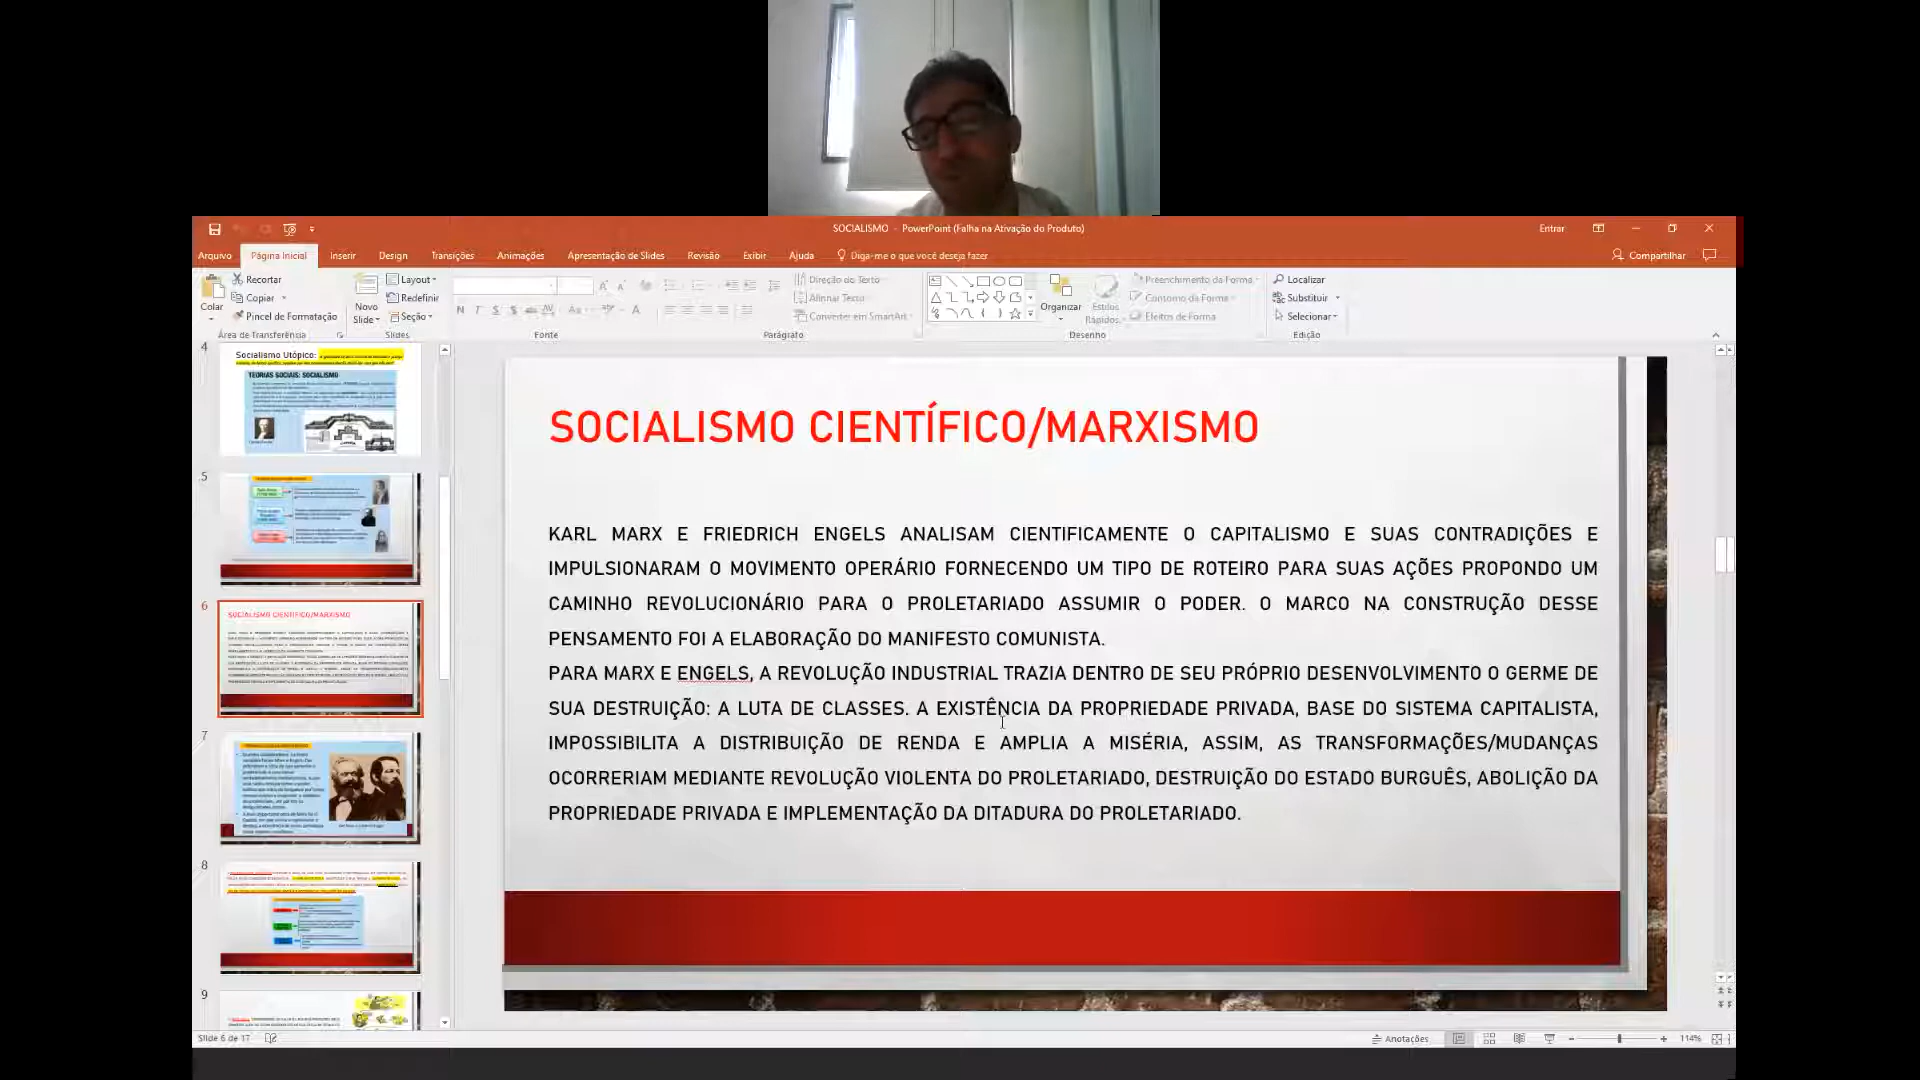 SOCIALISMO - PowerPoint (Falha na Ativação do Produto)
Entrar
Arquivo
Página Inicial
Inserir
Design
Transições
Animações
Apresentação de Slides
Revisão
Exibir
Ajuda
Diga-me o que você deseja fazer
Compartilhar
Colar
Recortar
Copiar
Pincel de Formatação
Área de Transferência
Novo
Slide
Layout
Redefinir
Seção
Slides
Fonte
Direção do Texto
Alinhar Texto
Converter em SmartArt
Parágrafo
Organizar
Estilos
Rápidos
Preenchimento da Forma
Contorno da Forma
Efeitos de Forma
Desenho
Localizar
Substituir
Selecionar
Edição
4
Socialismo Utópico:
TEORIAS SOCIAIS: SOCIALISMO
5
6
SOCIALISMO CIENTÍFICO/MARXISMO
7
8
9
SOCIALISMO CIENTÍFICO/MARXISMO
KARL MARX E FRIEDRICH ENGELS ANALISAM CIENTIFICAMENTE O CAPITALISMO E SUAS CONTRADIÇÕES E
IMPULSIONARAM O MOVIMENTO OPERÁRIO FORNECENDO UM TIPO DE ROTEIRO PARA SUAS AÇÕES PROPONDO UM
CAMINHO REVOLUCIONÁRIO PARA O PROLETARIADO ASSUMIR O PODER. O MARCO NA CONSTRUÇÃO DESSE
PENSAMENTO FOI A ELABORAÇÃO DO MANIFESTO COMUNISTA.
PARA MARX E ENGELS, A REVOLUÇÃO INDUSTRIAL TRAZIA DENTRO DE SEU PRÓPRIO DESENVOLVIMENTO O GERME DE
SUA DESTRUIÇÃO: A LUTA DE CLASSES. A EXISTÊNCIA DA PROPRIEDADE PRIVADA, BASE DO SISTEMA CAPITALISTA,
IMPOSSIBILITA A DISTRIBUIÇÃO DE RENDA E AMPLIA A MISÉRIA, ASSIM, AS TRANSFORMAÇÕES/MUDANÇAS
OCORRERIAM MEDIANTE REVOLUÇÃO VIOLENTA DO PROLETARIADO, DESTRUIÇÃO DO ESTADO BURGUÊS, ABOLIÇÃO DA
PROPRIEDADE PRIVADA E IMPLEMENTAÇÃO DA DITADURA DO PROLETARIADO.
Slide 6 de 17
Anotações
114%